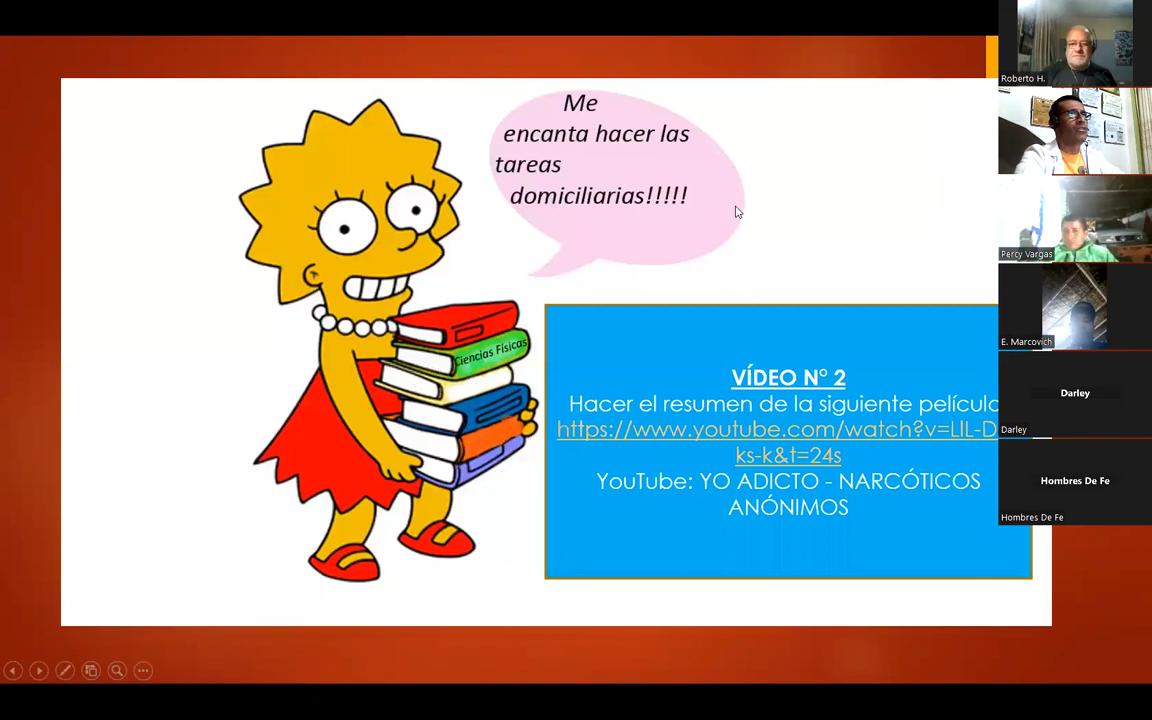 Me
encanta hacer las
tareas
domiciliarias!!!!!
Ciencias Físicas
VÍDEO N° 2
Hacer el resumen de la siguiente película
https://www.youtube.com/watch?v=LlL-D
ks-k&t=24s
YouTube: YO ADICTO - NARCÓTICOS
ANÓNIMOS
Roberto H.
Percy Vargas
E. Marcovich
Darley
Darley
Hombres De Fe
Hombres De Fe